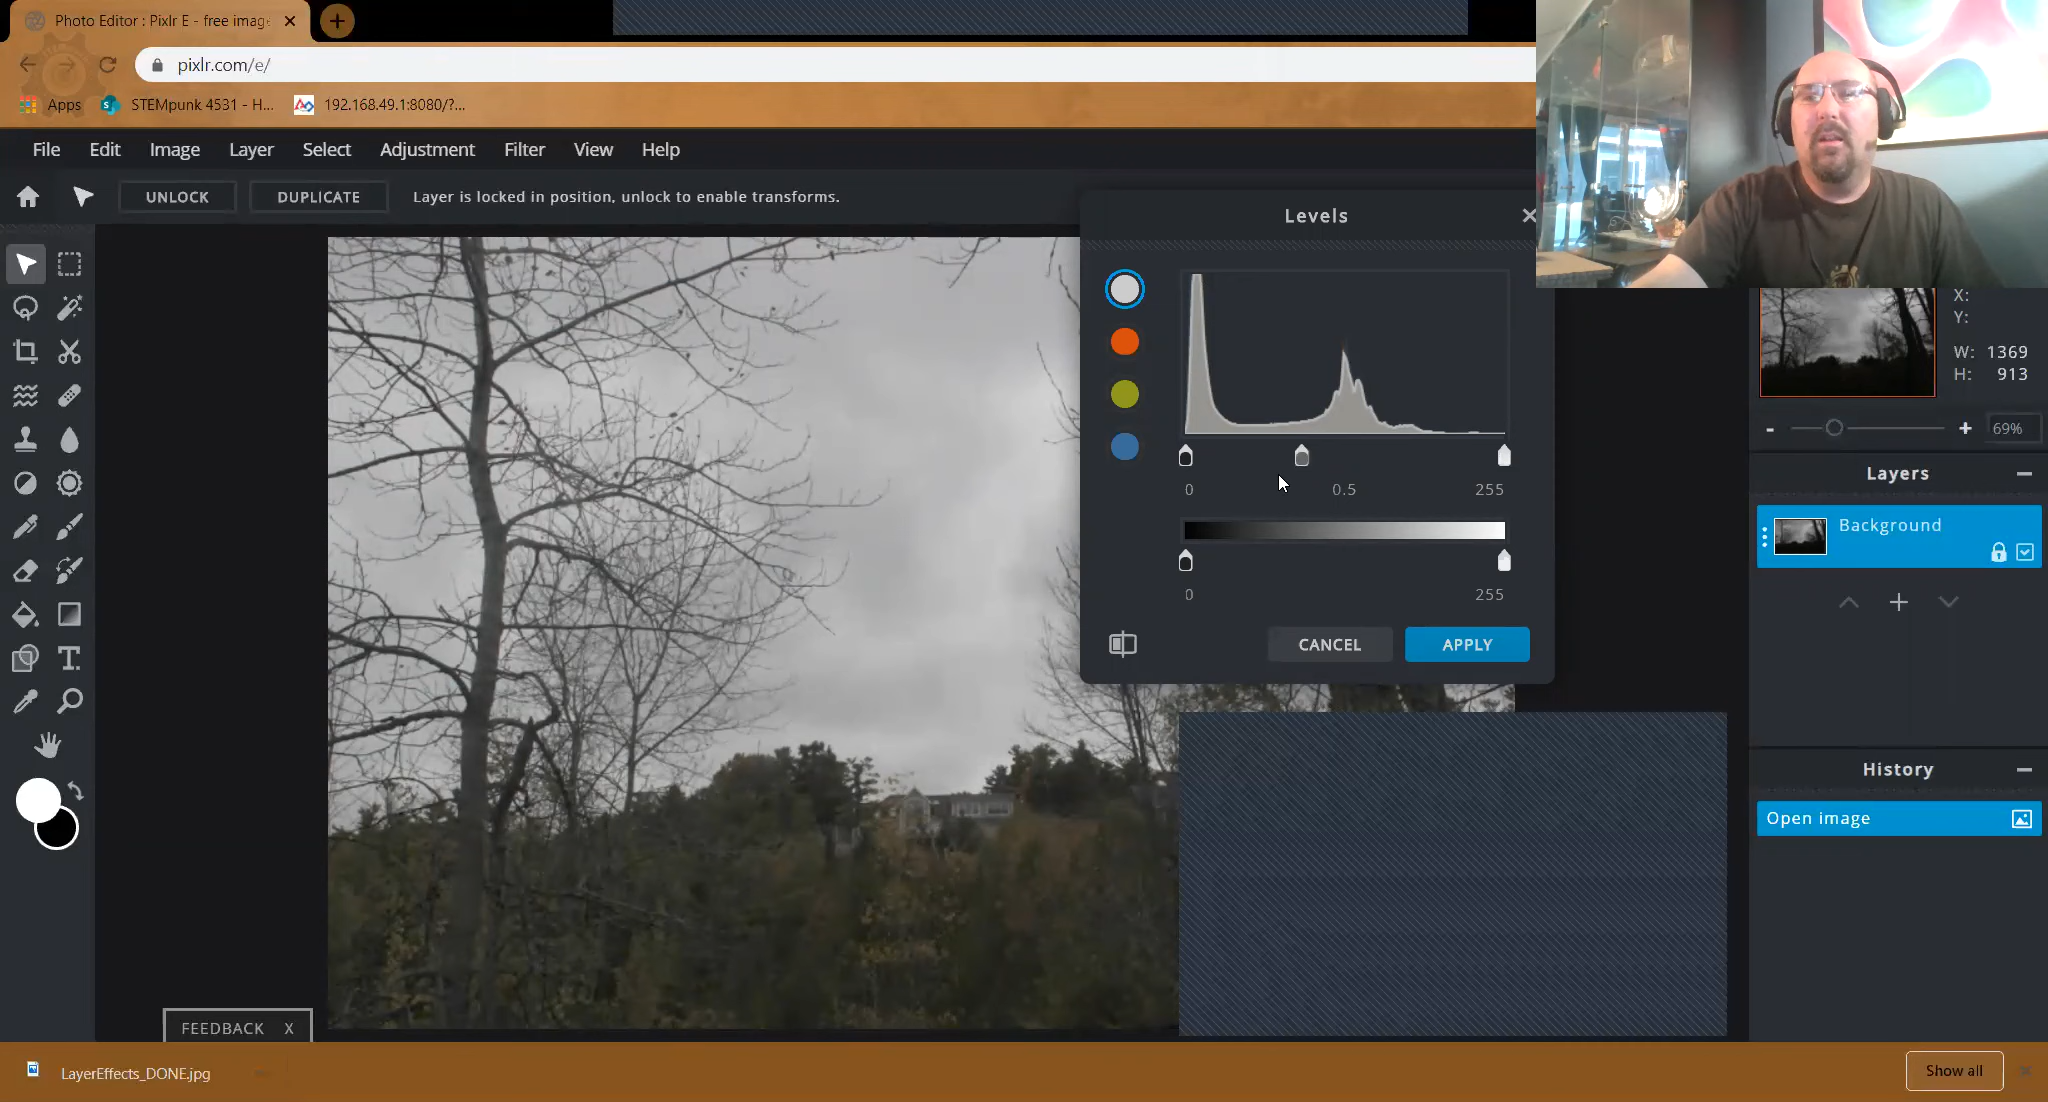 Photo Editor : Pixlr E - free imag
pixlr.com/e/
Apps
STEMpunk 4531 - H...
192.168.49.1:8080/?...
File Edit Image Layer Select Adjustment Filter View Help
UNLOCK DUPLICATE Layer is locked in position, unlock to enable transforms.
Levels
0 0.5 255
0 255
CANCEL APPLY
X:
Y:
W: 1369
H: 913
- + 69%
Layers
Background
History
Open image
FEEDBACK X
LayerEffects_DONE.jpg
Show all